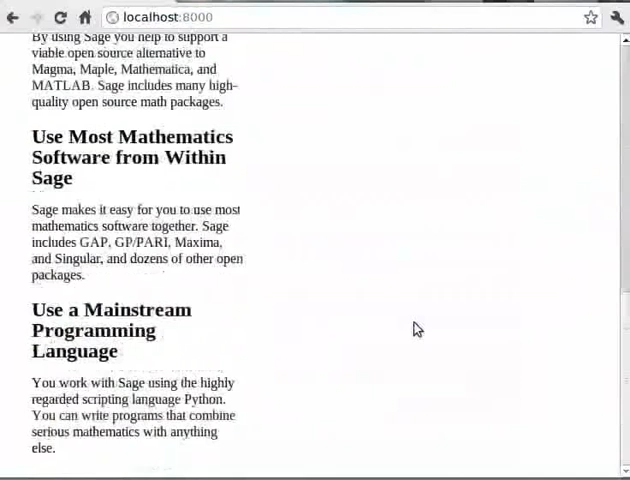 localhost:8000
By using Sage you help to support a
viable open source alternative to
Magma, Maple, Mathematica, and
MATLAB. Sage includes many high-
quality open source math packages.
Use Most Mathematics
Software from Within
Sage
Sage makes it easy for you to use most
mathematics software together. Sage
includes GAP, GP/PARI, Maxima,
and Singular, and dozens of other open
packages.
Use a Mainstream
Programming
Language
You work with Sage using the highly
regarded scripting language Python.
You can write programs that combine
serious mathematics with anything
else.